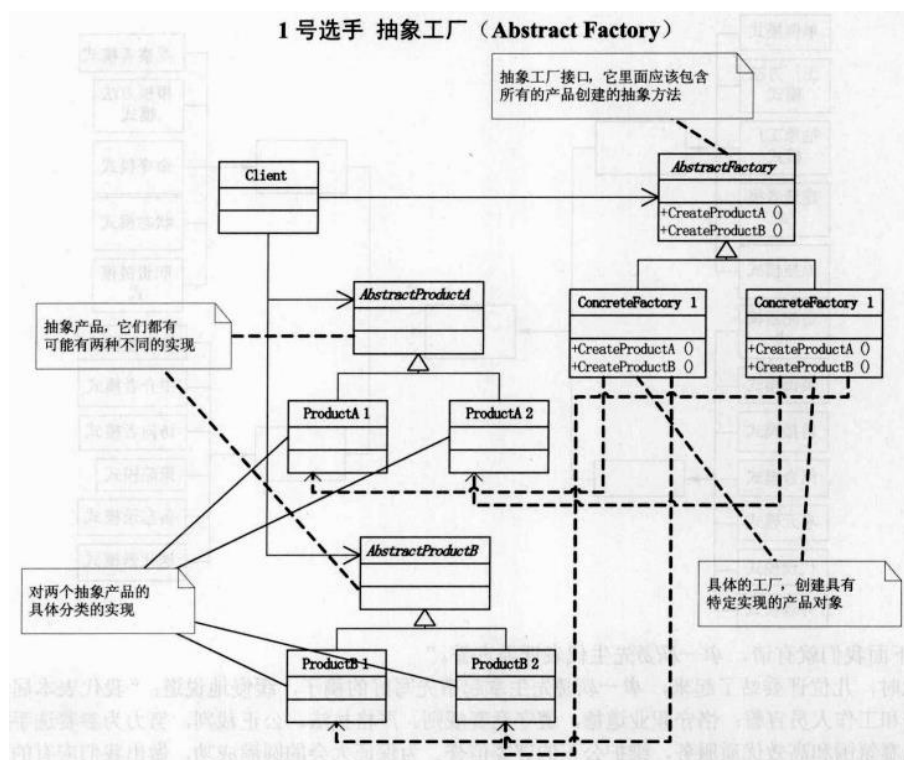 1 号选手 抽象工厂（Abstract Factory）
抽象工厂接口，它里面应该包含
所有的产品创建的抽象方法
Client
AbstractFactory
+CreateProductA ()
+CreateProductB ()
AbstractProductA
ConcreteFactory 1
+CreateProductA ()
+CreateProductB ()
ConcreteFactory 1
+CreateProductA ()
+CreateProductB ()
抽象产品，它们都有
可能有两种不同的实现
ProductA 1
ProductA 2
AbstractProductB
对两个抽象产品的
具体分类的实现
具体的工厂，创建具有
特定实现的产品对象
ProductB 1
ProductB 2